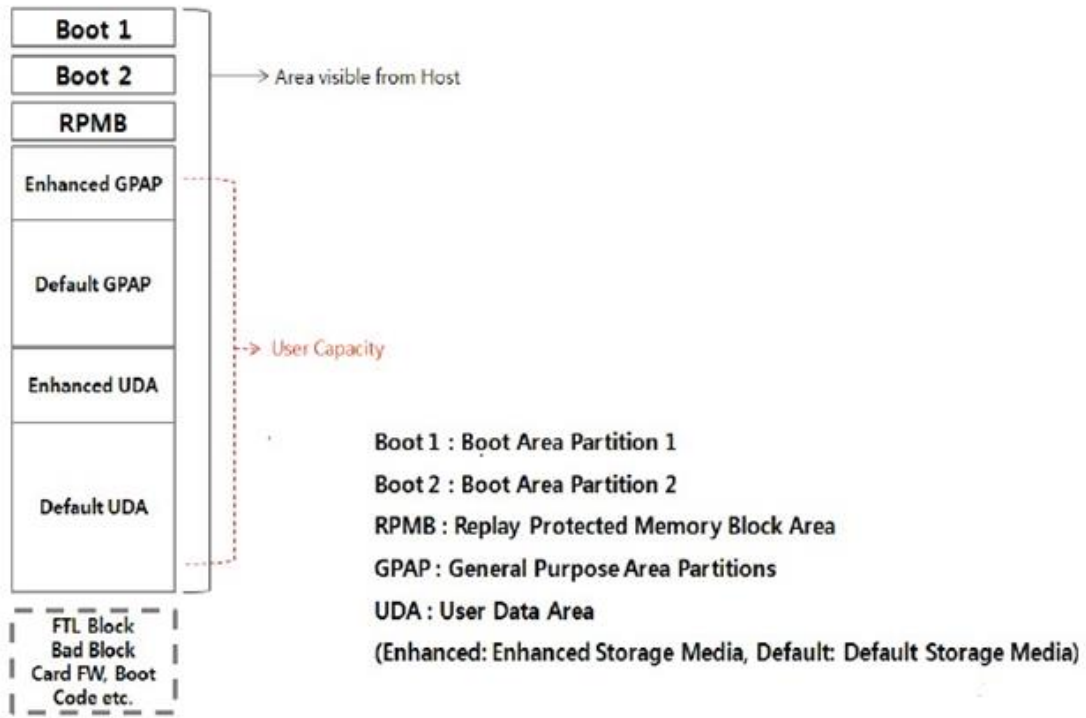 Boot 1
Boot 2
Area visible from Host
RPMB
Enhanced GPAP
Default GPAP
User Capacity
Enhanced UDA
Default UDA
Boot 1 : Boot Area Partition 1
Boot 2 : Boot Area Partition 2
RPMB : Replay Protected Memory Block Area
GPAP : General Purpose Area Partitions
UDA : User Data Area
(Enhanced: Enhanced Storage Media, Default: Default Storage Media)
FTL Block
Bad Block
Card FW, Boot
Code etc.